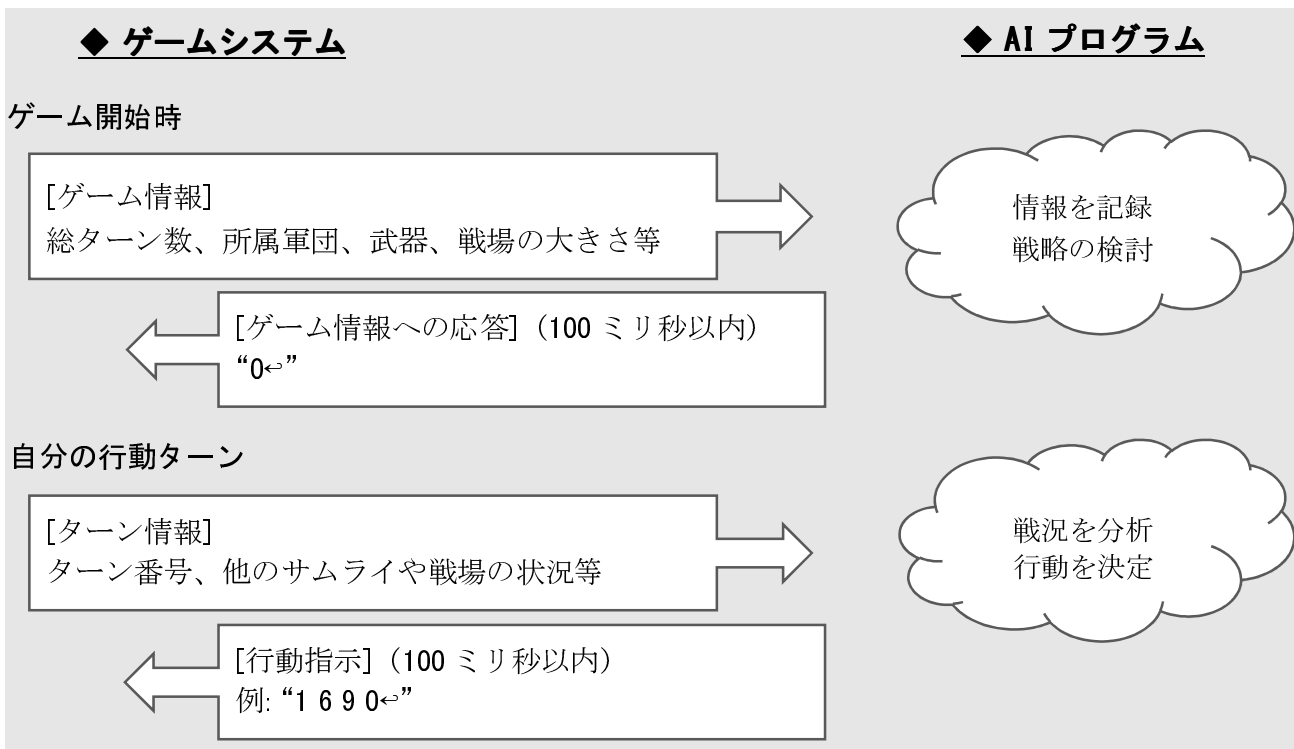 ◆ ゲームシステム
◆ AI プログラム
ゲーム開始時
[ゲーム情報]
総ターン数、所属軍団、武器、戦場の大きさ等
情報を記録
戦略の検討
[ゲーム情報への応答] (100 ミリ秒以内)
“0↩”
自分の行動ターン
[ターン情報]
ターン番号、他のサムライや戦場の状況等
戦況を分析
行動を決定
[行動指示] (100 ミリ秒以内)
例: “1 6 9 0↩”